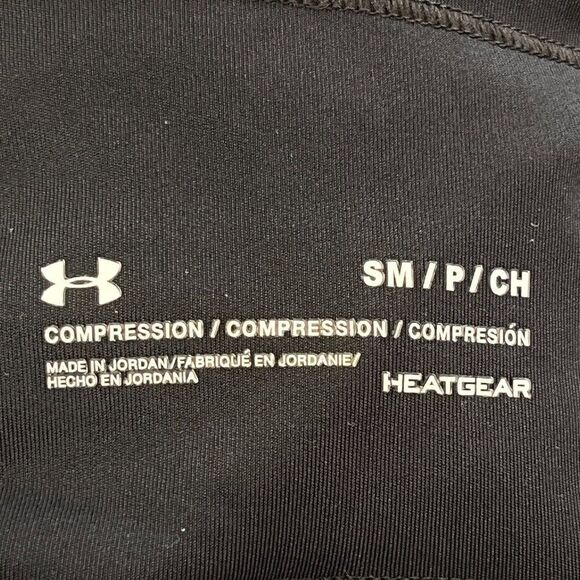 SM / P / CH
COMPRESSION / COMPRESSION / COMPRESIÓN
MADE IN JORDAN/FABRIQUÉ EN JORDANIE/
HECHO EN JORDANIA
HEATGEAR